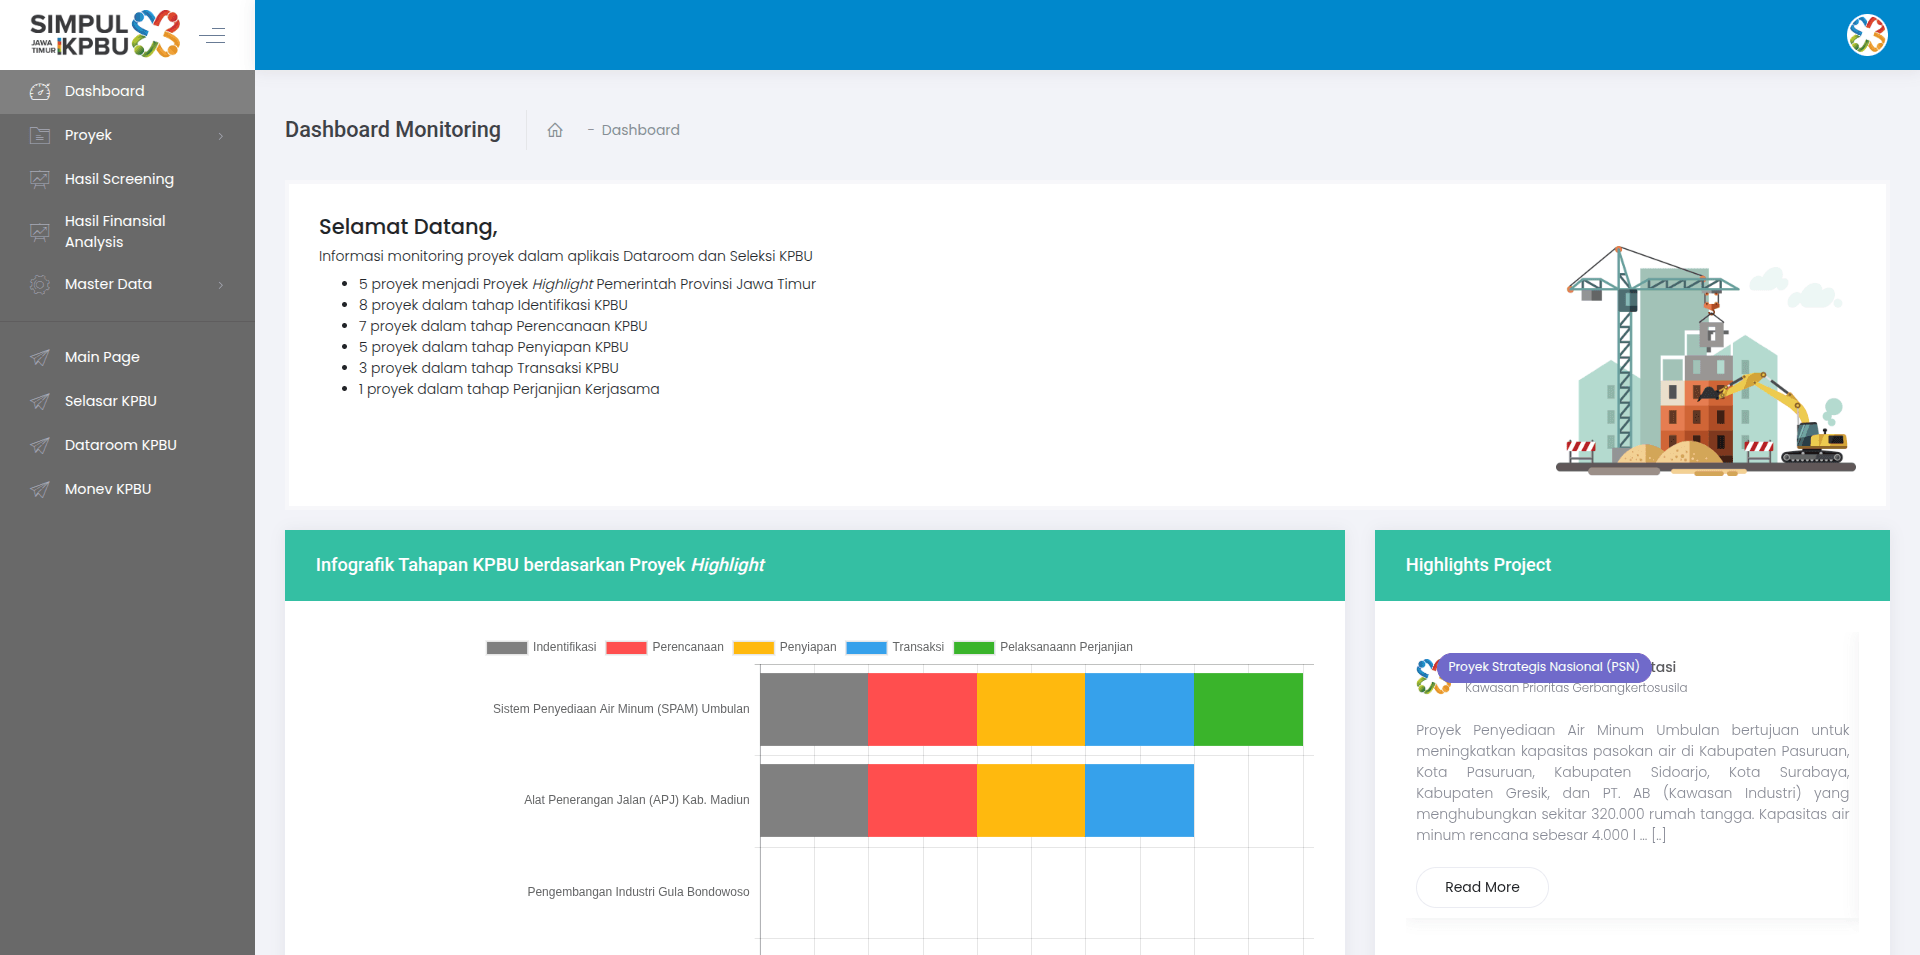 SIMPUL
JAWA TIMUR KPBU
Dashboard
Proyek
Hasil Screening
Hasil Finansial
Analysis
Master Data
Main Page
Selasar KPBU
Dataroom KPBU
Monev KPBU
Dashboard Monitoring
- Dashboard
Selamat Datang,
Informasi monitoring proyek dalam aplikais Dataroom dan Seleksi KPBU
5 proyek menjadi Proyek Highlight Pemerintah Provinsi Jawa Timur
8 proyek dalam tahap Identifikasi KPBU
7 proyek dalam tahap Perencanaan KPBU
5 proyek dalam tahap Penyiapan KPBU
3 proyek dalam tahap Transaksi KPBU
1 proyek dalam tahap Perjanjian Kerjasama
Infografik Tahapan KPBU berdasarkan Proyek Highlight
Indentifikasi Perencanaan Penyiapan Transaksi Pelaksanaann Perjanjian
Sistem Penyediaan Air Minum (SPAM) Umbulan
Alat Penerangan Jalan (APJ) Kab. Madiun
Pengembangan Industri Gula Bondowoso
Highlights Project
Proyek Strategis Nasional (PSN) tasi
Kawasan Prioritas Gerbangkertosusila
Proyek Penyediaan Air Minum Umbulan bertujuan untuk
meningkatkan kapasitas pasokan air di Kabupaten Pasuruan,
Kota Pasuruan, Kabupaten Sidoarjo, Kota Surabaya,
Kabupaten Gresik, dan PT. AB (Kawasan Industri) yang
menghubungkan sekitar 320.000 rumah tangga. Kapasitas air
minum rencana sebesar 4.000 l ... [..]
Read More